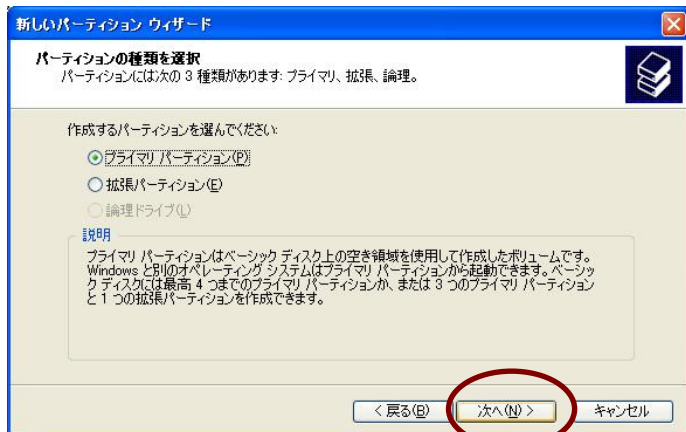 新しいパーティション ウィザード
パーティションの種類を選択
パーティションには次の 3 種類があります: プライマリ、拡張、論理。
作成するパーティションを選んでください:
プライマリ パーティション(P)
拡張パーティション(E)
論理ドライブ(L)
説明
プライマリ パーティションはベーシック ディスク上の空き領域を使用して作成したボリュームです。
Windows と別のオペレーティング システムはプライマリ パーティションから起動できます。ベーシッ
ク ディスクには最高 4 つまでのプライマリ パーティションか、または 3 つのプライマリ パーティション
と 1 つの拡張パーティションを作成できます。
< 戻る(B)
次へ(N) >
キャンセル